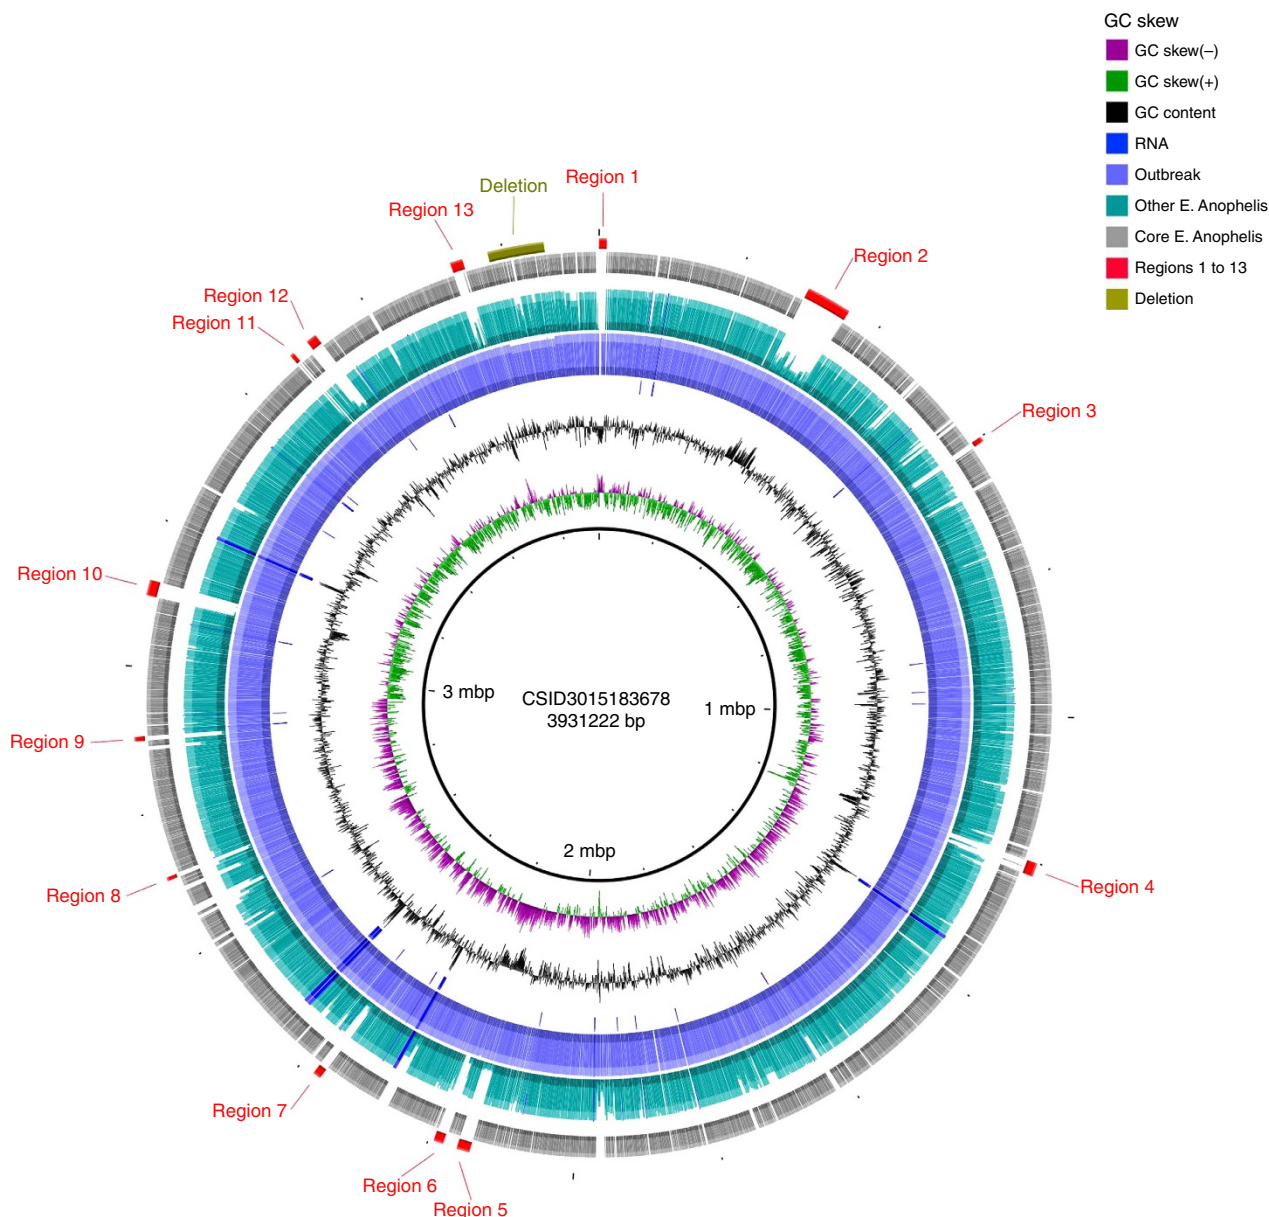 GC skew
GC skew(–)
GC skew(+)
GC content
RNA
Outbreak
Other E. Anophelis
Core E. Anophelis
Regions 1 to 13
Deletion
Region 1
Deletion
Region 13
Region 2
Region 12
Region 11
Region 3
Region 10
3 mbp
CSID3015183678
3931222 bp
1 mbp
Region 9
2 mbp
Region 8
Region 4
Region 7
Region 6
Region 5